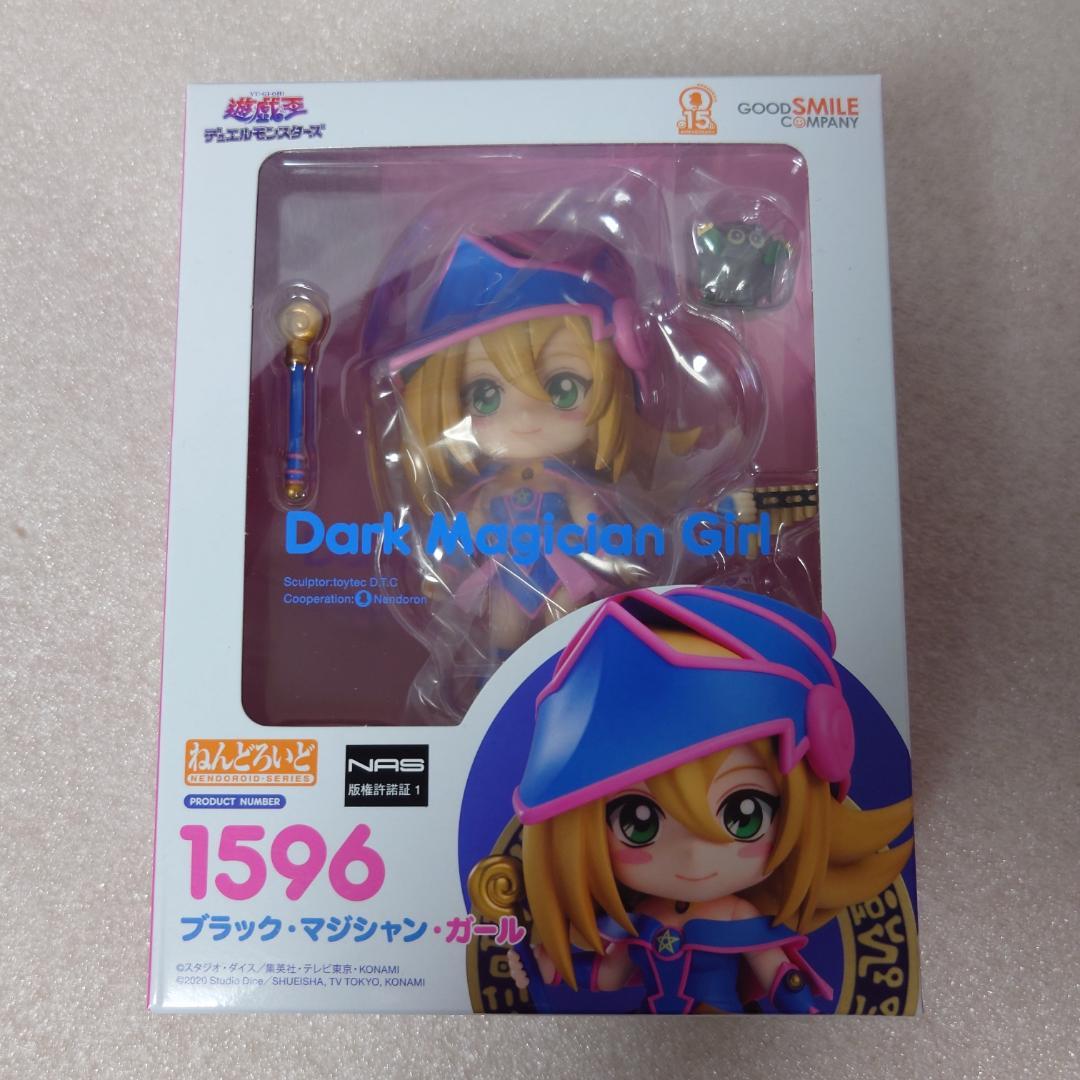 YU-GI-OH!
遊戯王
デュエルモンスターズ
15th
GOOD SMILE
COMPANY
Dark Magician Girl
Sculptor:toytec D.T.C
Cooperation: Nendoron
ねんどろいど
NENDOROID・SERIES
PRODUCT NUMBER
NAS
版権許諾証 1
1596
ブラック・マジシャン・ガール
©スタジオ・ダイス／集英社・テレビ東京・KONAMI
©2020 Studio Dice／SHUEISHA, TV TOKYO, KONAMI